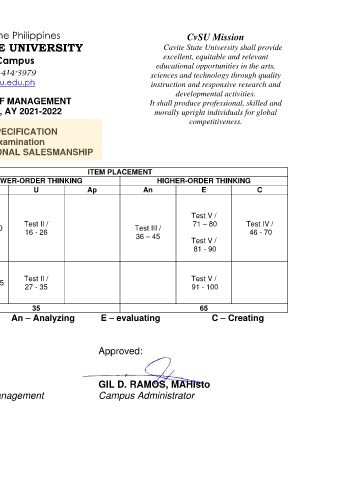 he Philippines
E UNIVERSITY
Campus
414-3979
u.edu.ph
F MANAGEMENT
, AY 2021-2022
PECIFICATION
xamination
ONAL SALESMANSHIP
CvSU Mission
Cavite State University shall provide
excellent, equitable and relevant
educational opportunities in the arts,
sciences and technology through quality
instruction and responsive research and
development activities.
It shall produce professional, skilled and
morally upright individuals for global
competitiveness.
ITEM PLACEMENT
WER-ORDER THINKING HIGHER-ORDER THINKING
U Ap An E C
Test II /
16 - 26
Test III /
36 – 45
Test V /
71 – 80
Test V /
81 - 90
Test IV /
46 - 70
5
Test II /
27 - 35
Test V /
91 - 100
35 65
An – Analyzing E – evaluating C – Creating
Approved:
GIL D. RAMOS, MAHisto
anagement Campus Administrator